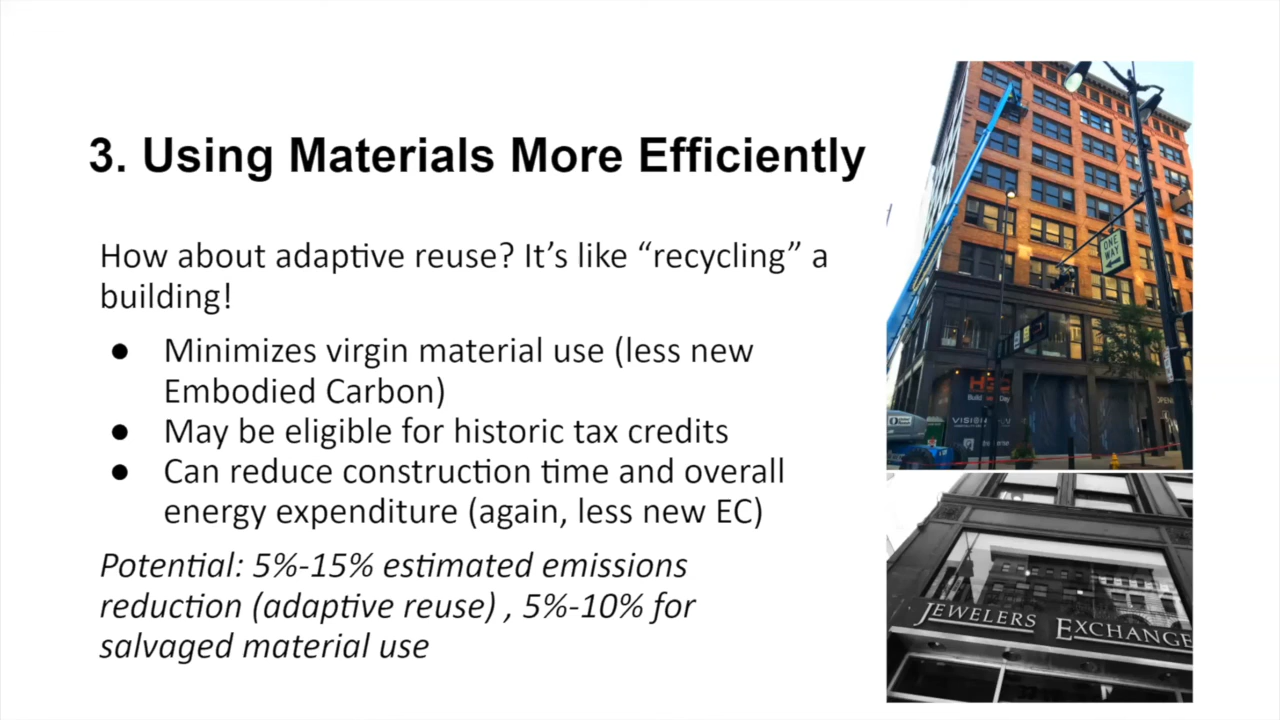 3. Using Materials More Efficiently
How about adaptive reuse? It’s like “recycling” a
building!
● Minimizes virgin material use (less new
Embodied Carbon)
● May be eligible for historic tax credits
● Can reduce construction time and overall
energy expenditure (again, less new EC)
Potential: 5%-15% estimated emissions
reduction (adaptive reuse) , 5%-10% for
salvaged material use
ONE
WAY
JEWELERS EXCHANGE